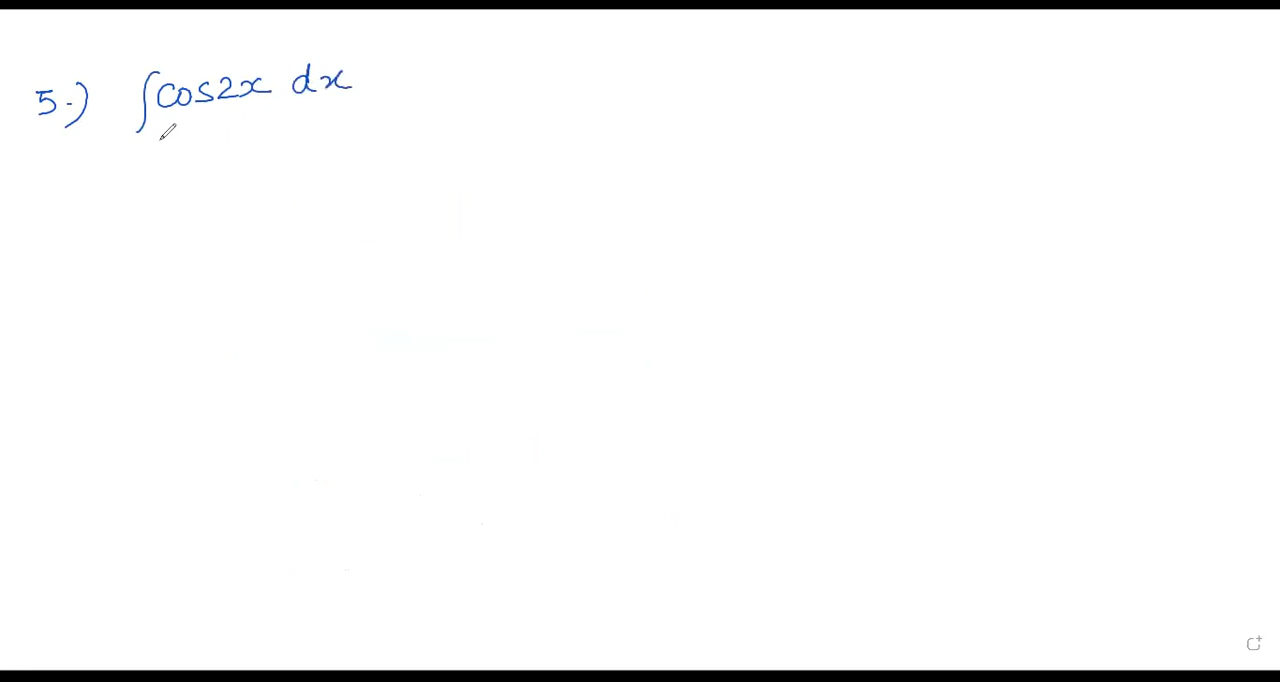 5.) ∫cos2x dx